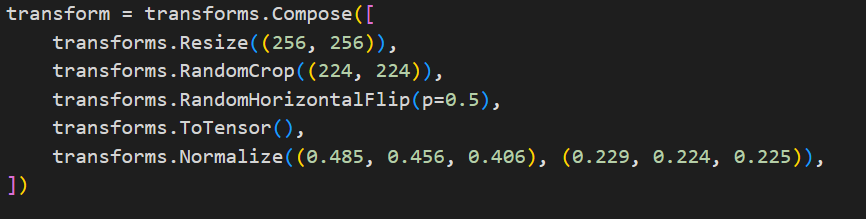 transform = transforms.Compose([
    transforms.Resize((256, 256)),
    transforms.RandomCrop((224, 224)),
    transforms.RandomHorizontalFlip(p=0.5),
    transforms.ToTensor(),
    transforms.Normalize((0.485, 0.456, 0.406), (0.229, 0.224, 0.225)),
])